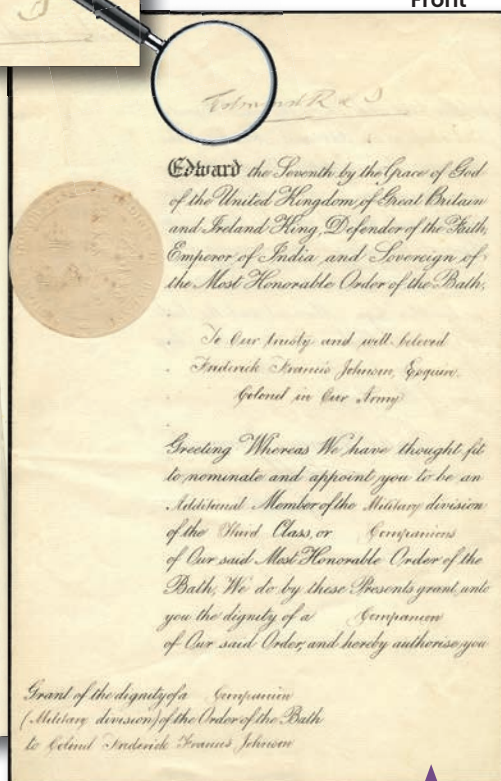 Front
Edward the Seventh by the Grace of God
of the United Kingdom of Great Britain
and Ireland King, Defender of the Faith,
Emperor of India and Sovereign of
the Most Honorable Order of the Bath,
To Our trusty and well-beloved
Frederick Francis Johnson, Esquire.
Colonel in Our Army
Greeting Whereas We have thought fit
to nominate and appoint you to be an
Additional Member of the Military division
of the Third Class, or Companions
of Our said Most Honorable Order of the
Bath, We do by these Presents grant unto
you the dignity of a Companion
of Our said Order, and hereby authorise you
Grant of the dignity of a Companion
(Military division) of the Order of the Bath
to Colonel Frederick Francis Johnson